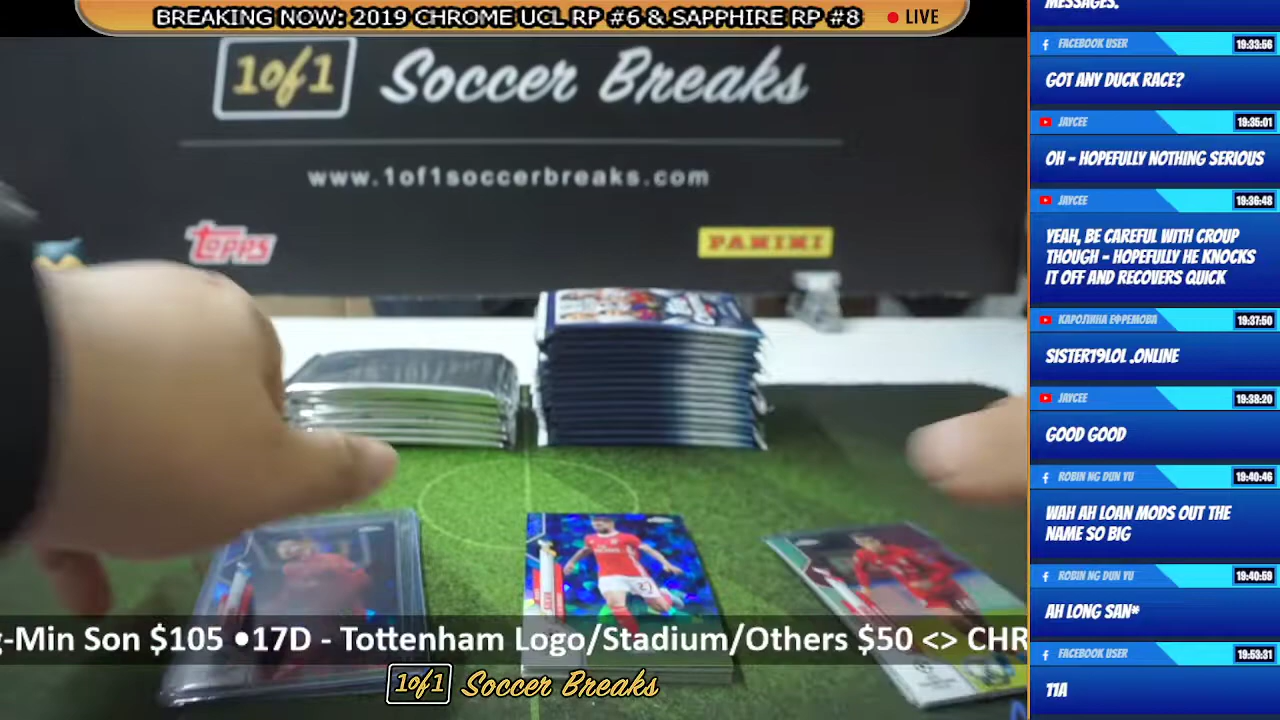 BREAKING NOW: 2019 CHROME UCL RP #6 & SAPPHIRE RP #8
LIVE
1of1 Soccer Breaks
www.1of1soccerbreaks.com
Topps
PANINI
g-Min Son $105 •17D - Tottenham Logo/Stadium/Others $50 <> CHR
1of1 Soccer Breaks
MESSAGES.
FACEBOOK USER 19:33:56
GOT ANY DUCK RACE?
JAYCEE 19:35:01
OH - HOPEFULLY NOTHING SERIOUS
JAYCEE 19:36:48
YEAH, BE CAREFUL WITH CROUP
THOUGH - HOPEFULLY HE KNOCKS
IT OFF AND RECOVERS QUICK
КАРОЛИНА ЕФРЕМОВА 19:37:50
SISTER19LOL .ONLINE
JAYCEE 19:38:20
GOOD GOOD
ROBIN NG DUN YU 19:40:46
WAH AH LOAN MODS OUT THE
NAME SO BIG
ROBIN NG DUN YU 19:40:59
AH LONG SAN*
FACEBOOK USER 19:53:31
T1A